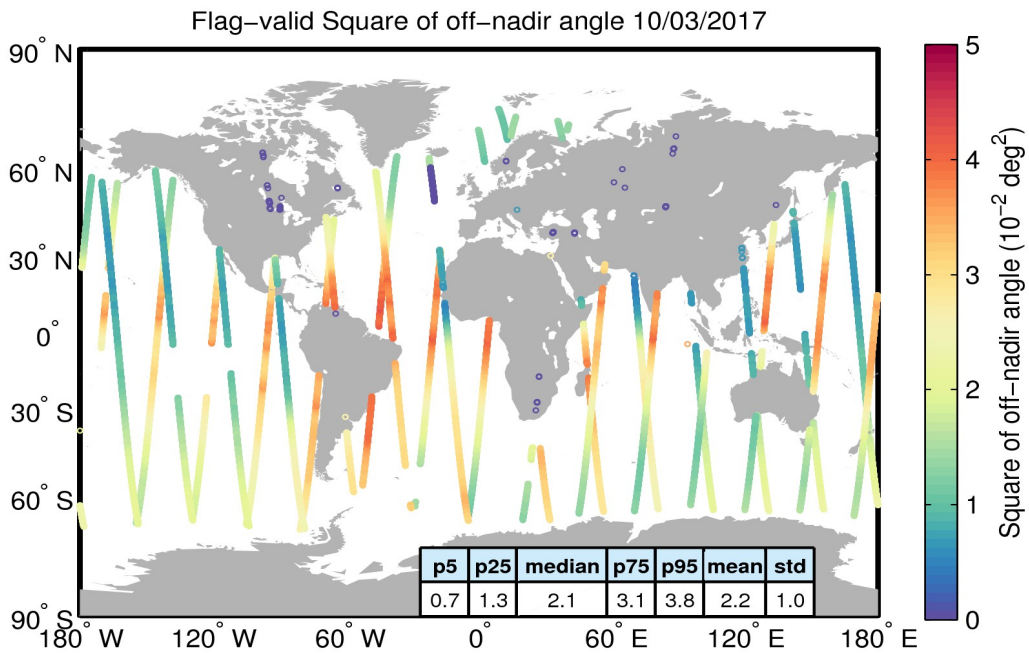 Flag-valid Square of off-nadir angle 10/03/2017
90° N
60° N
30° N
0°
30° S
60° S
90° S
180° W
120° W
60° W
0°
60° E
120° E
180° E
p5 p25 median p75 p95 mean std
0.7 1.3 2.1 3.1 3.8 2.2 1.0
5
4
3
2
1
0
Square of off-nadir angle (10⁻² deg²)